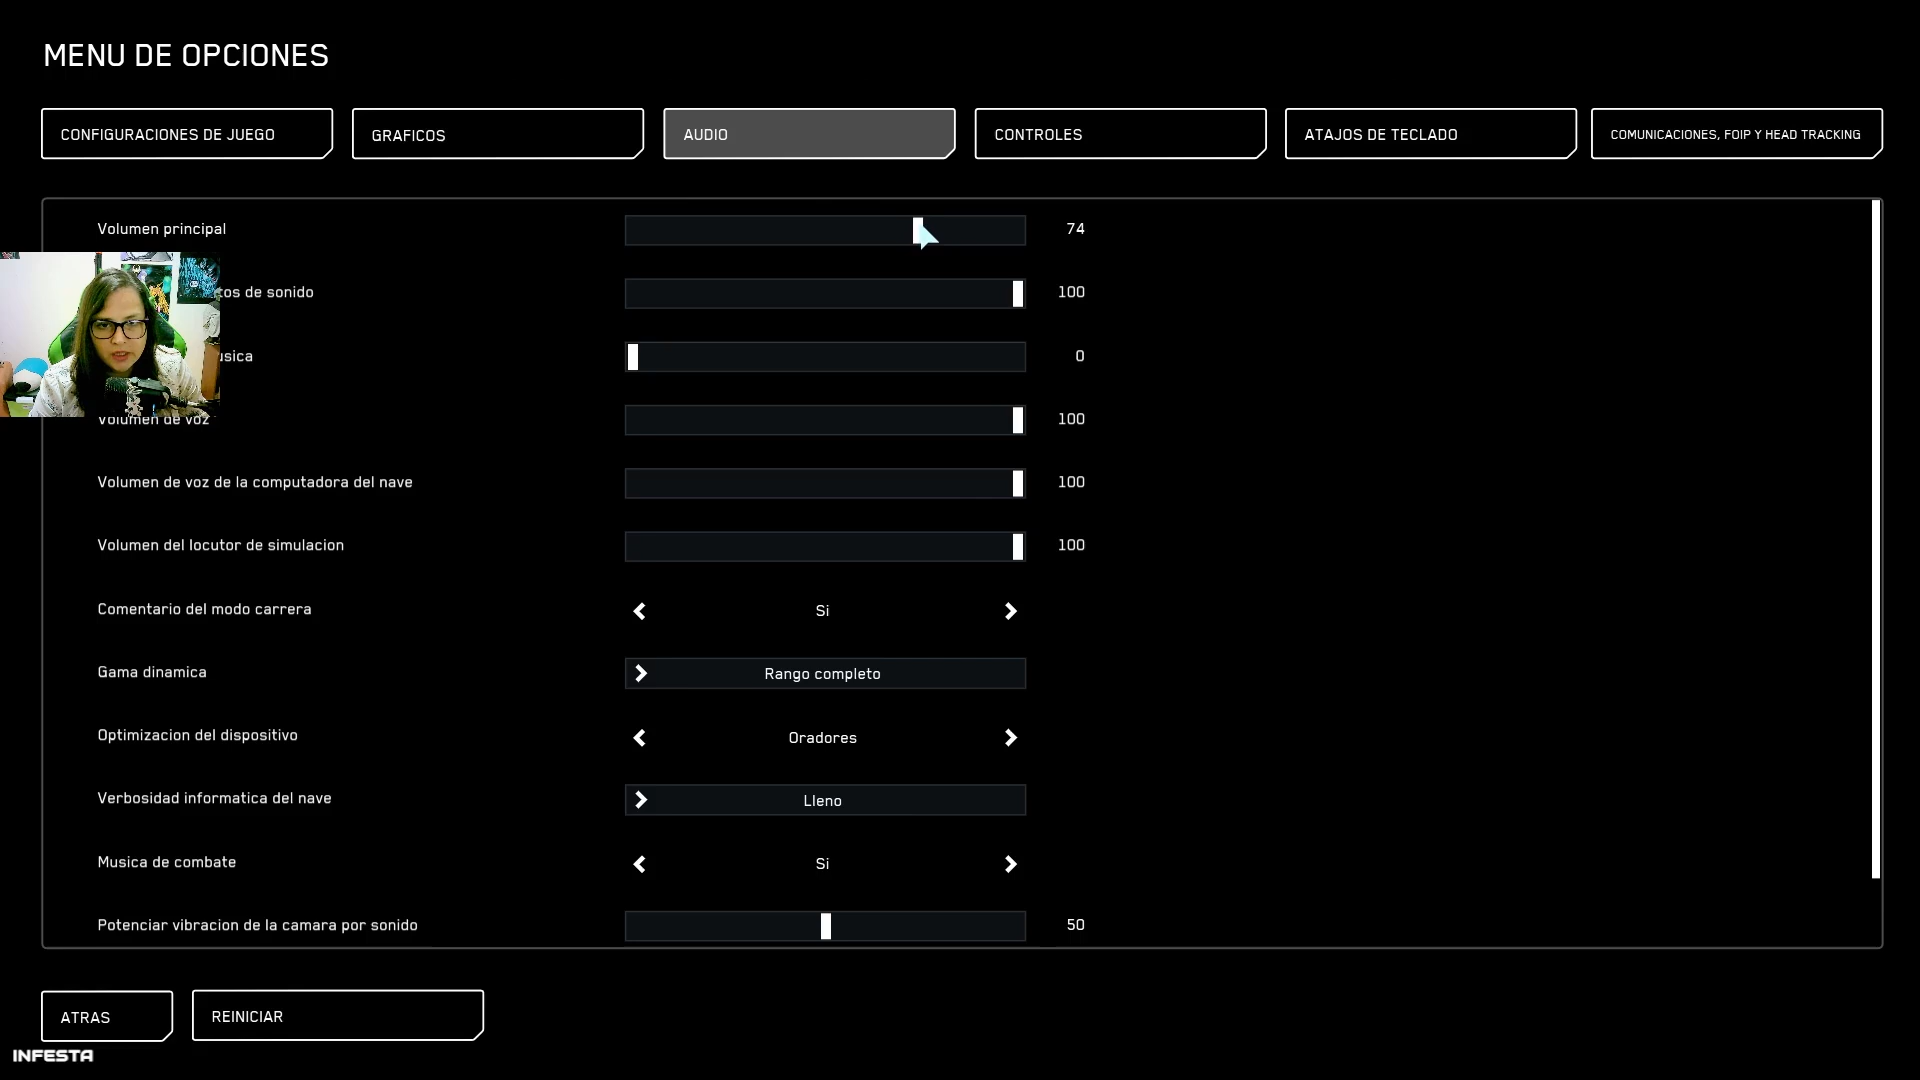 MENU DE OPCIONES
CONFIGURACIONES DE JUEGO
GRAFICOS
AUDIO
CONTROLES
ATAJOS DE TECLADO
COMUNICACIONES, FOIP Y HEAD TRACKING
Volumen principal
74
de sonido
100
0
Volumen de voz
100
Volumen de voz de la computadora del nave
100
Volumen del locutor de simulacion
100
Comentario del modo carrera
Si
Gama dinamica
Rango completo
Optimizacion del dispositivo
Oradores
Verbosidad informatica del nave
Lleno
Musica de combate
Si
Potenciar vibracion de la camara por sonido
50
ATRAS
REINICIAR
INFESTA